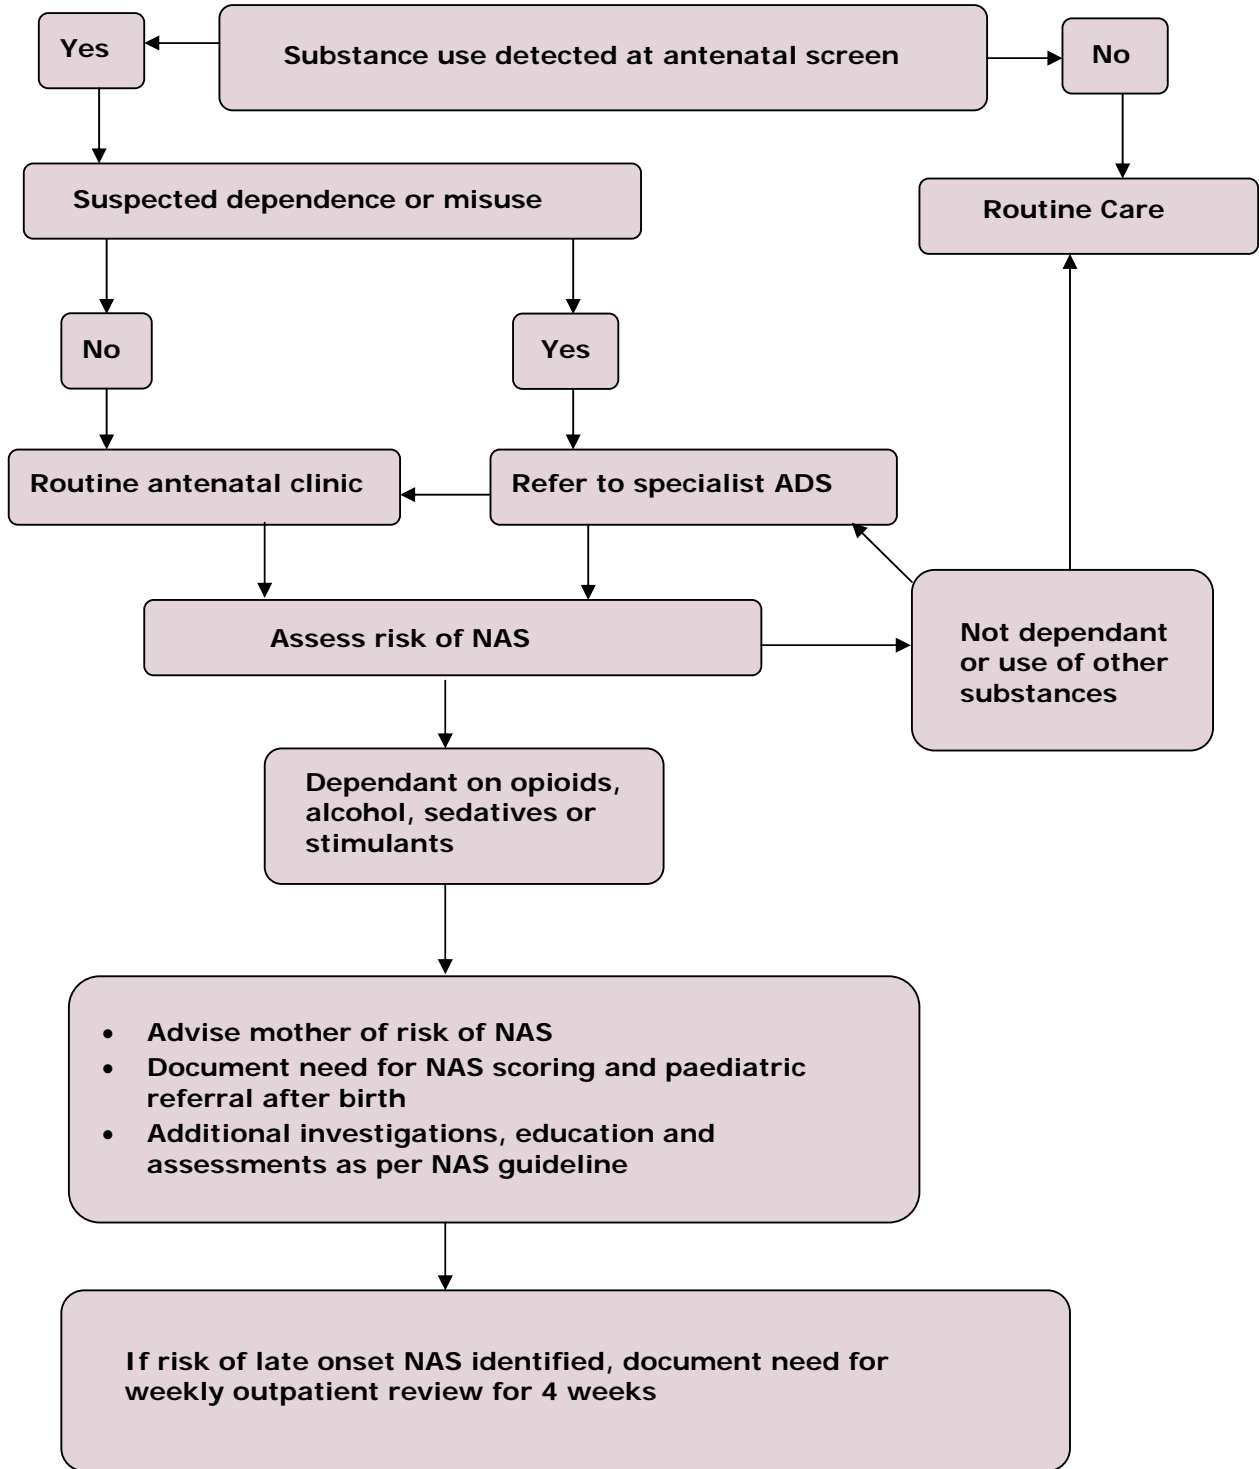 Yes
Substance use detected at antenatal screen
No
Suspected dependence or misuse
Routine Care
No
Yes
Routine antenatal clinic
Refer to specialist ADS
Assess risk of NAS
Not dependant
or use of other
substances
Dependant on opioids,
alcohol, sedatives or
stimulants
• Advise mother of risk of NAS
• Document need for NAS scoring and paediatric
referral after birth
• Additional investigations, education and
assessments as per NAS guideline
If risk of late onset NAS identified, document need for
weekly outpatient review for 4 weeks